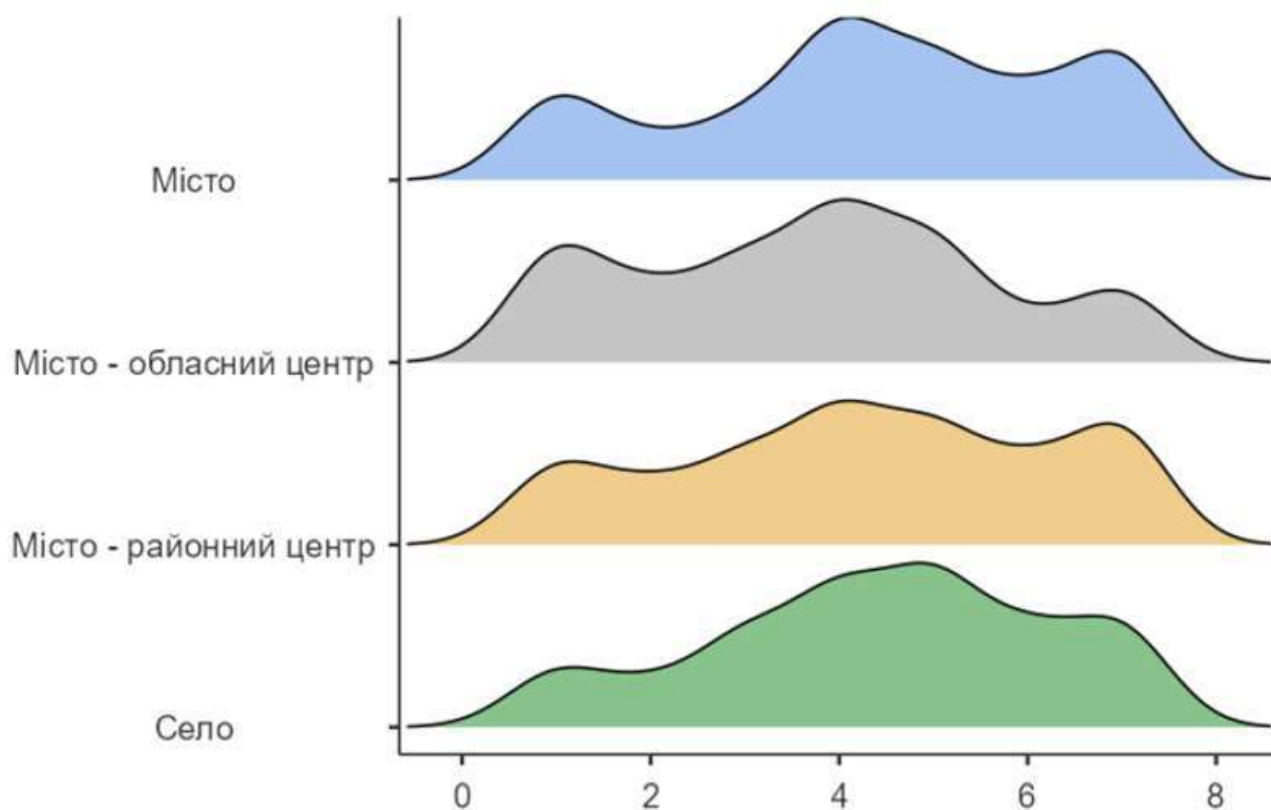 Місто
Місто - обласний центр
Місто - районний центр
Село
0 2 4 6 8